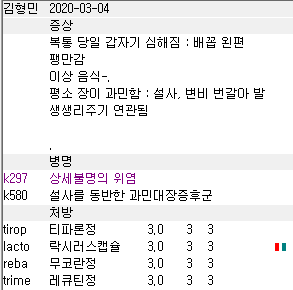 김형민 2020-03-04
증상
복통 당일 갑자기 심해짐 : 배꼽 왼편
팽만감
이상 음식-,
평소 장이 과민함 : 설사, 변비 번갈아 발
생생리주기 연관됨
.
병명
k297 상세불명의 위염
k580 설사를 동반한 과민대장증후군
처방
tirop 티파론정 3,0 3 3
lacto 락시러스캡슐 3,0 3 3
reba 무코란정 3,0 3 3
trime 레큐틴정 3,0 3 3